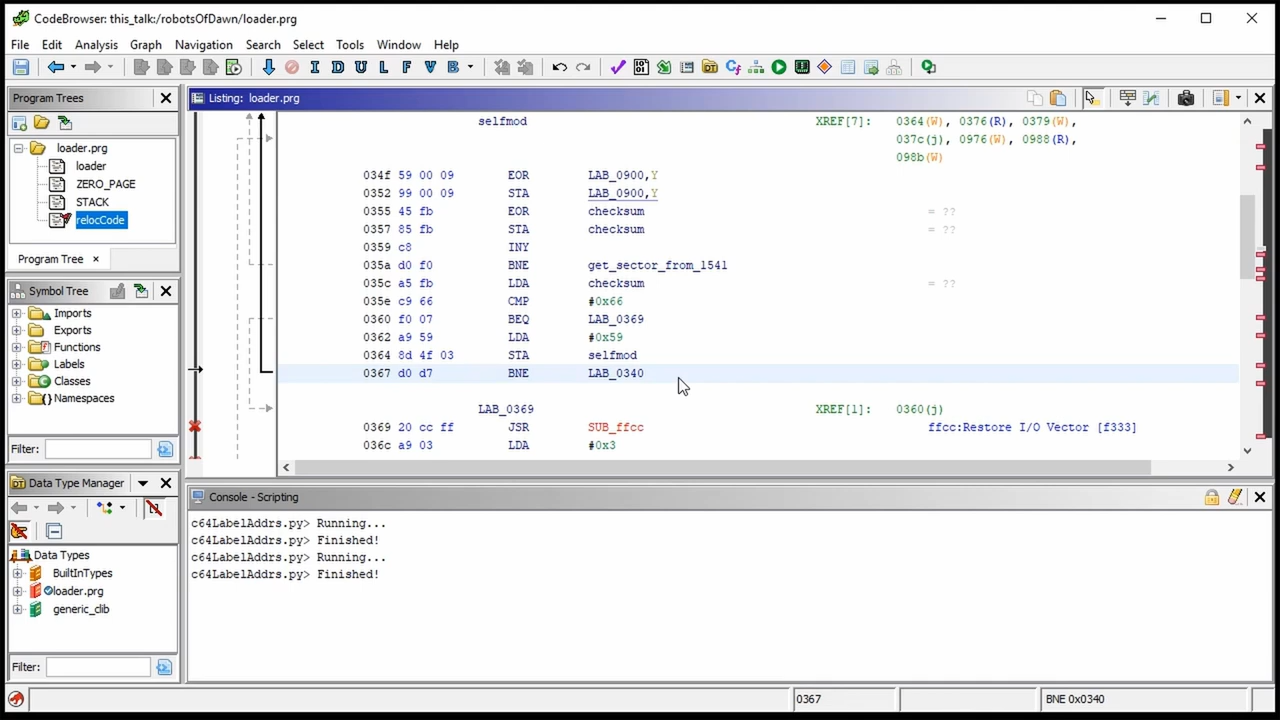 CodeBrowser: this_talk:/robotsOfDawn/loader.prg
File Edit Analysis Graph Navigation Search Select Tools Window Help
I D U L F V B
Program Trees
loader.prg
loader
ZERO_PAGE
STACK
relocCode
Program Tree ×
Symbol Tree
Imports
Exports
Functions
Labels
Classes
Namespaces
Filter:
Data Type Manager
Data Types
BuiltInTypes
loader.prg
generic_clib
Filter:
Listing: loader.prg
selfmod XREF[7]: 0364(W), 0376(R), 0379(W),
037c(j), 0976(W), 0988(R),
098b(W)
034f 59 00 09 EOR LAB_0900,Y
0352 99 00 09 STA LAB_0900,Y
0355 45 fb EOR checksum = ??
0357 85 fb STA checksum = ??
0359 c8 INY
035a d0 f0 BNE get_sector_from_1541
035c a5 fb LDA checksum = ??
035e c9 66 CMP #0x66
0360 f0 07 BEQ LAB_0369
0362 a9 59 LDA #0x59
0364 8d 4f 03 STA selfmod
0367 d0 d7 BNE LAB_0340
LAB_0369 XREF[1]: 0360(j)
0369 20 cc ff JSR SUB_ffcc ffcc:Restore I/O Vector [f333]
036c a9 03 LDA #0x3
Console - Scripting
c64LabelAddrs.py> Running...
c64LabelAddrs.py> Finished!
c64LabelAddrs.py> Running...
c64LabelAddrs.py> Finished!
0367 BNE 0x0340